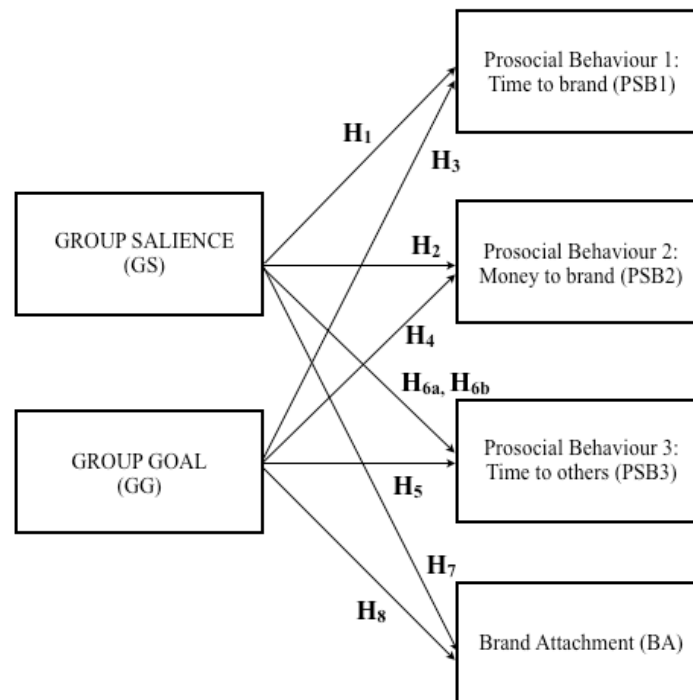 Prosocial Behaviour 1:
Time to brand (PSB1)
H1
H3
GROUP SALIENCE
(GS)
H2
Prosocial Behaviour 2:
Money to brand (PSB2)
H4
H6a, H6b
GROUP GOAL
(GG)
H5
Prosocial Behaviour 3:
Time to others (PSB3)
H7
H8
Brand Attachment (BA)